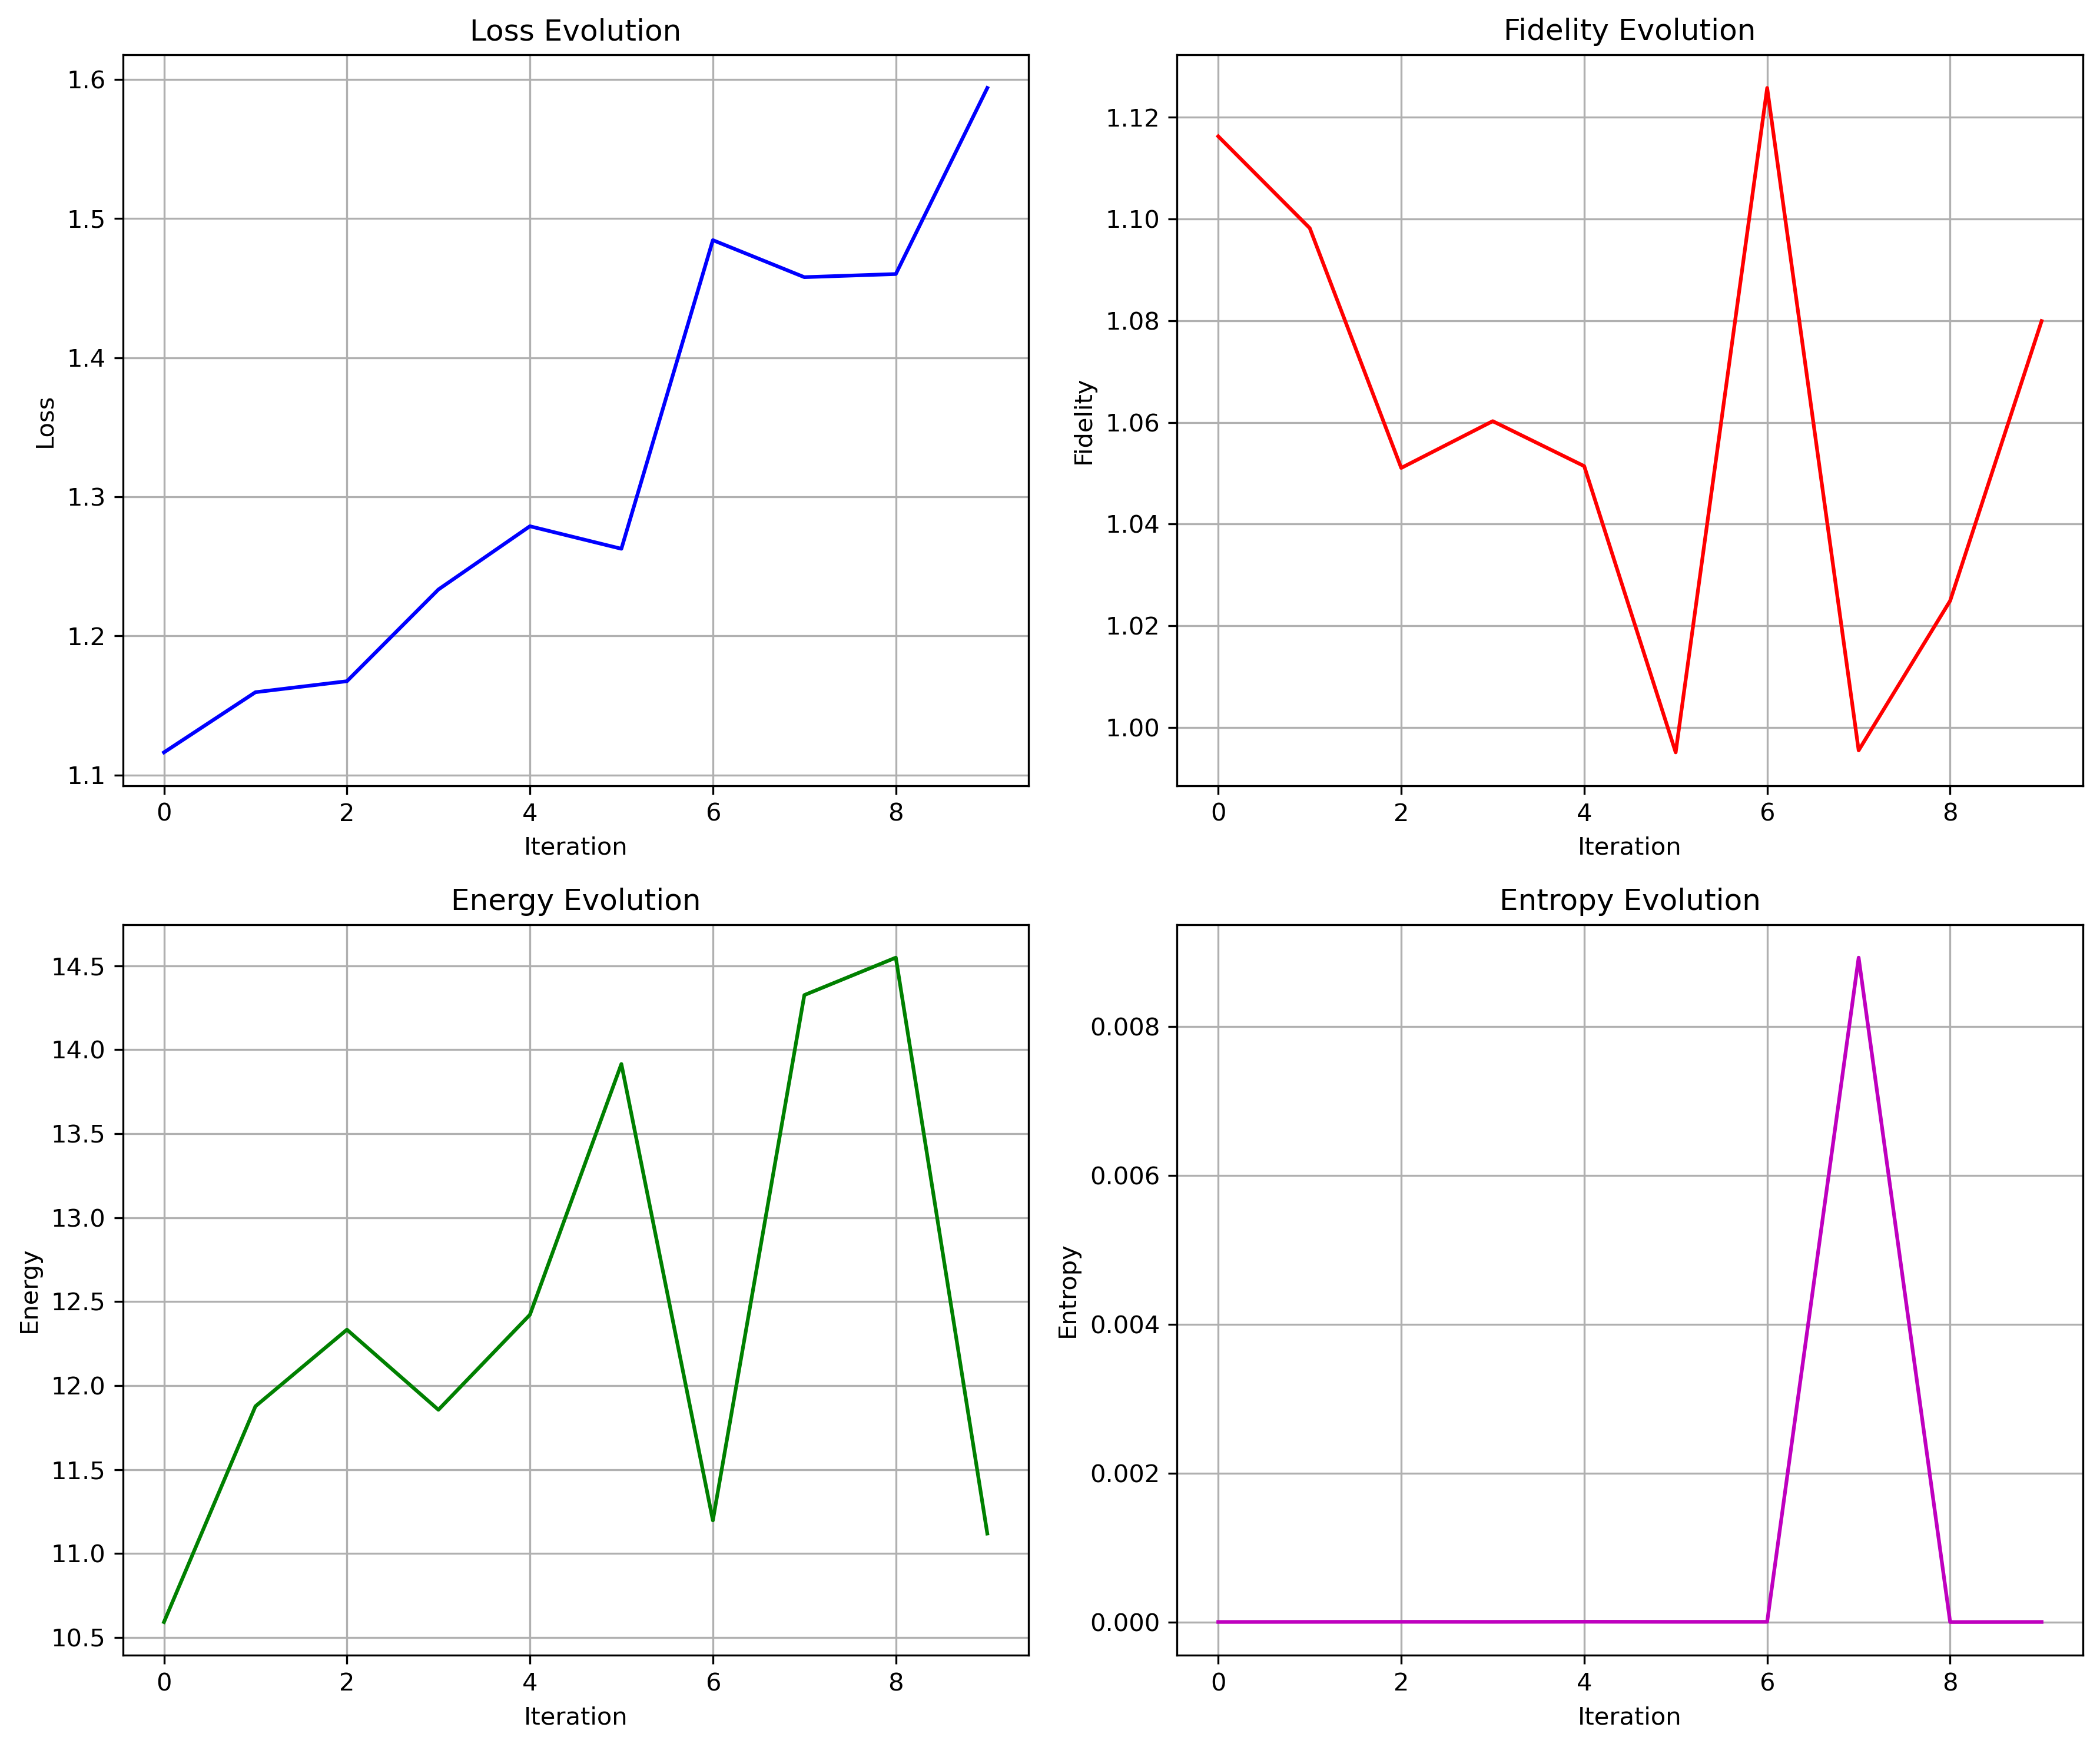 Loss Evolution
Loss
1.6
1.5
1.4
1.3
1.2
1.1
0 2 4 6 8
Iteration
Fidelity Evolution
Fidelity
1.12
1.10
1.08
1.06
1.04
1.02
1.00
0 2 4 6 8
Iteration
Energy Evolution
Energy
14.5
14.0
13.5
13.0
12.5
12.0
11.5
11.0
10.5
0 2 4 6 8
Iteration
Entropy Evolution
Entropy
0.008
0.006
0.004
0.002
0.000
0 2 4 6 8
Iteration